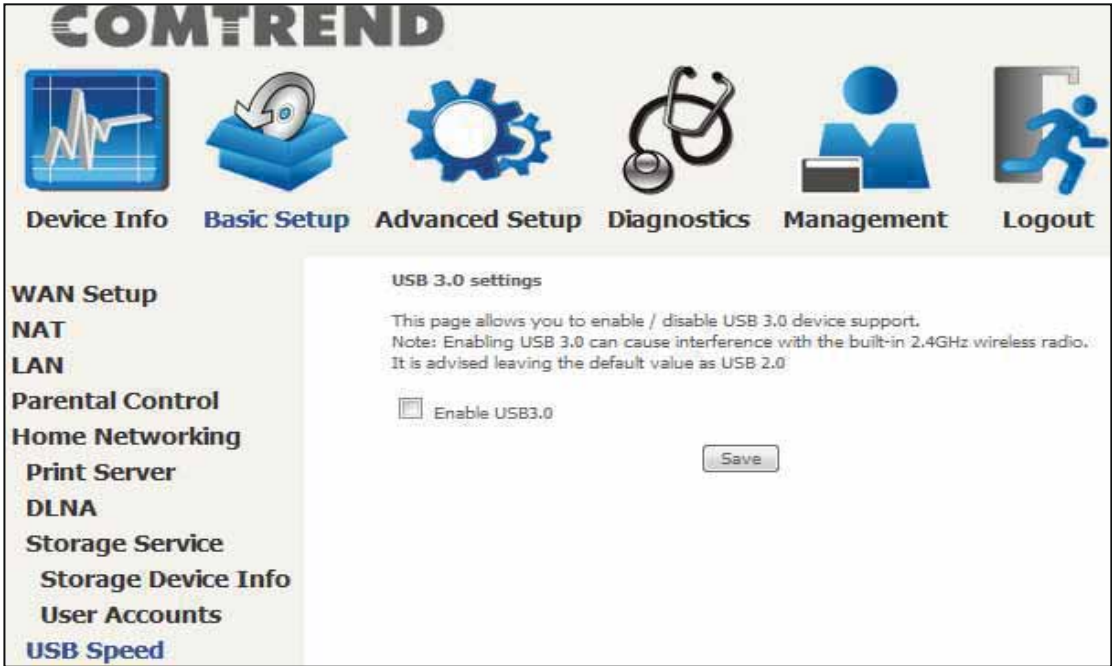 COMTREND
Device Info
Basic Setup
Advanced Setup
Diagnostics
Management
Logout
WAN Setup
NAT
LAN
Parental Control
Home Networking
Print Server
DLNA
Storage Service
Storage Device Info
User Accounts
USB Speed
USB 3.0 settings
This page allows you to enable / disable USB 3.0 device support.
Note: Enabling USB 3.0 can cause interference with the built-in 2.4GHz wireless radio.
It is advised leaving the default value as USB 2.0
Enable USB3.0
Save